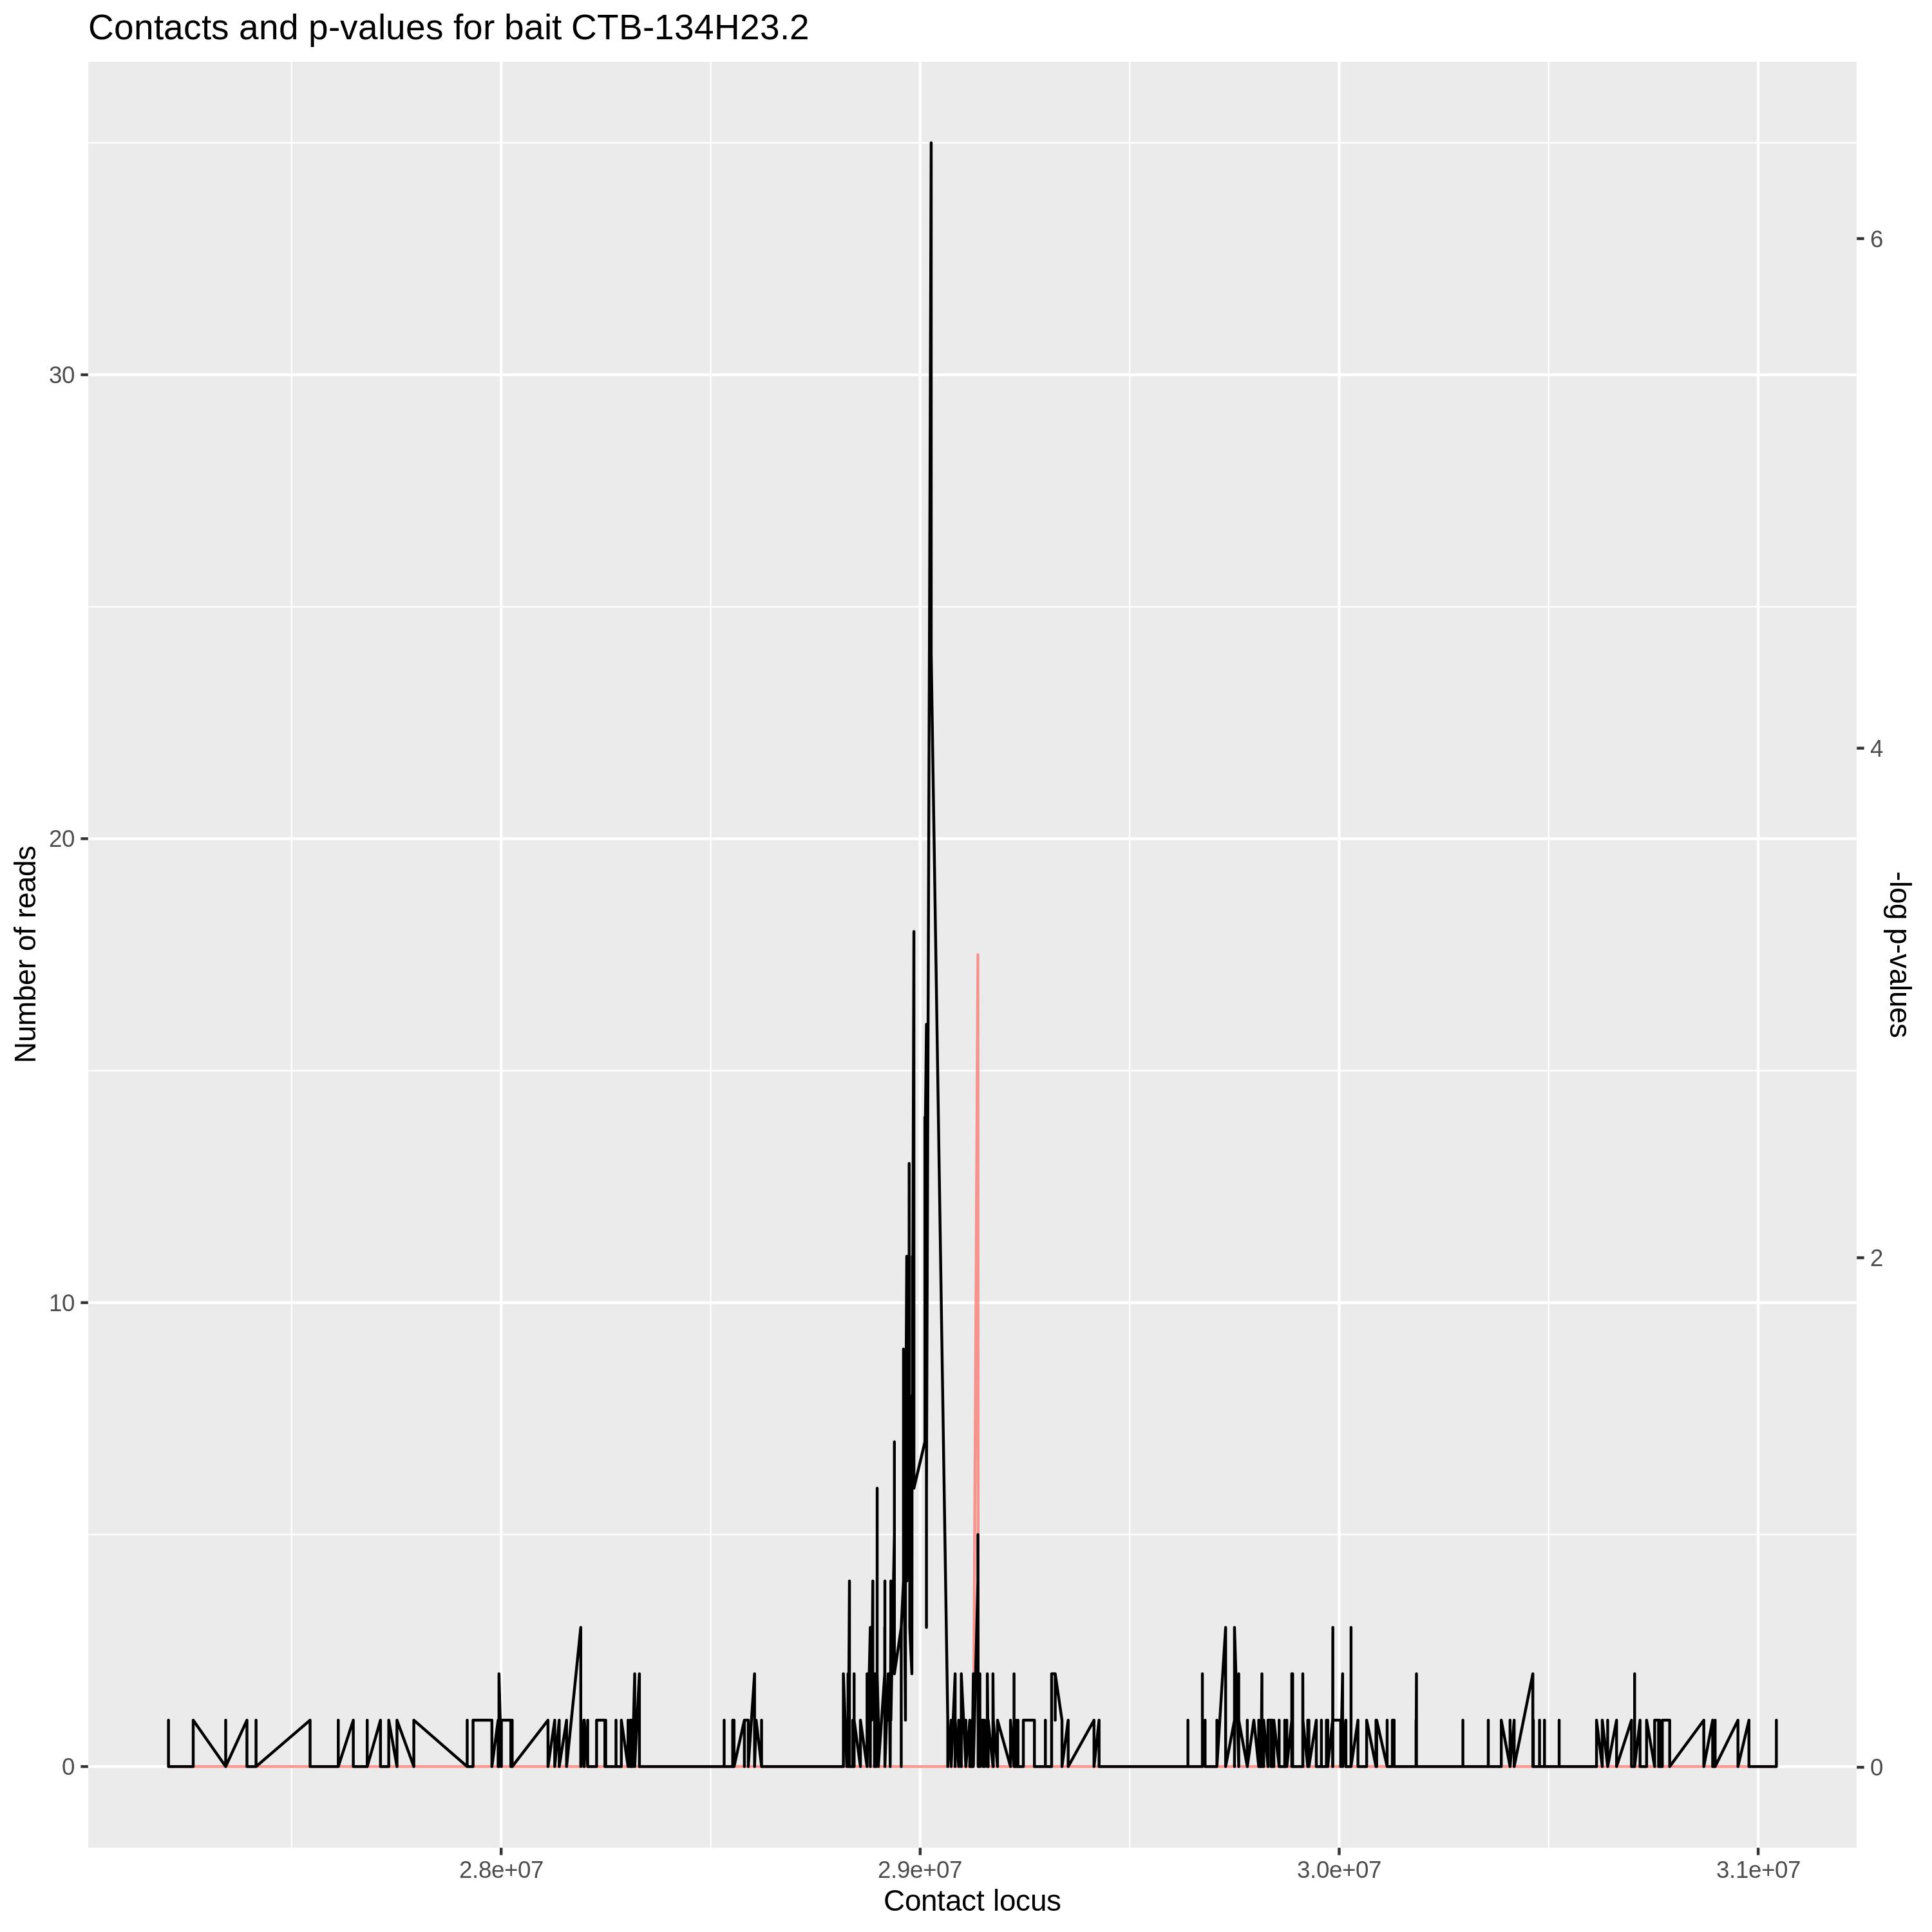 Contacts and p-values for bait CTB-134H23.2
Number of reads
30
20
10
0
6
4
2
0
-log p-values
2.8e+07
2.9e+07
3.0e+07
3.1e+07
Contact locus